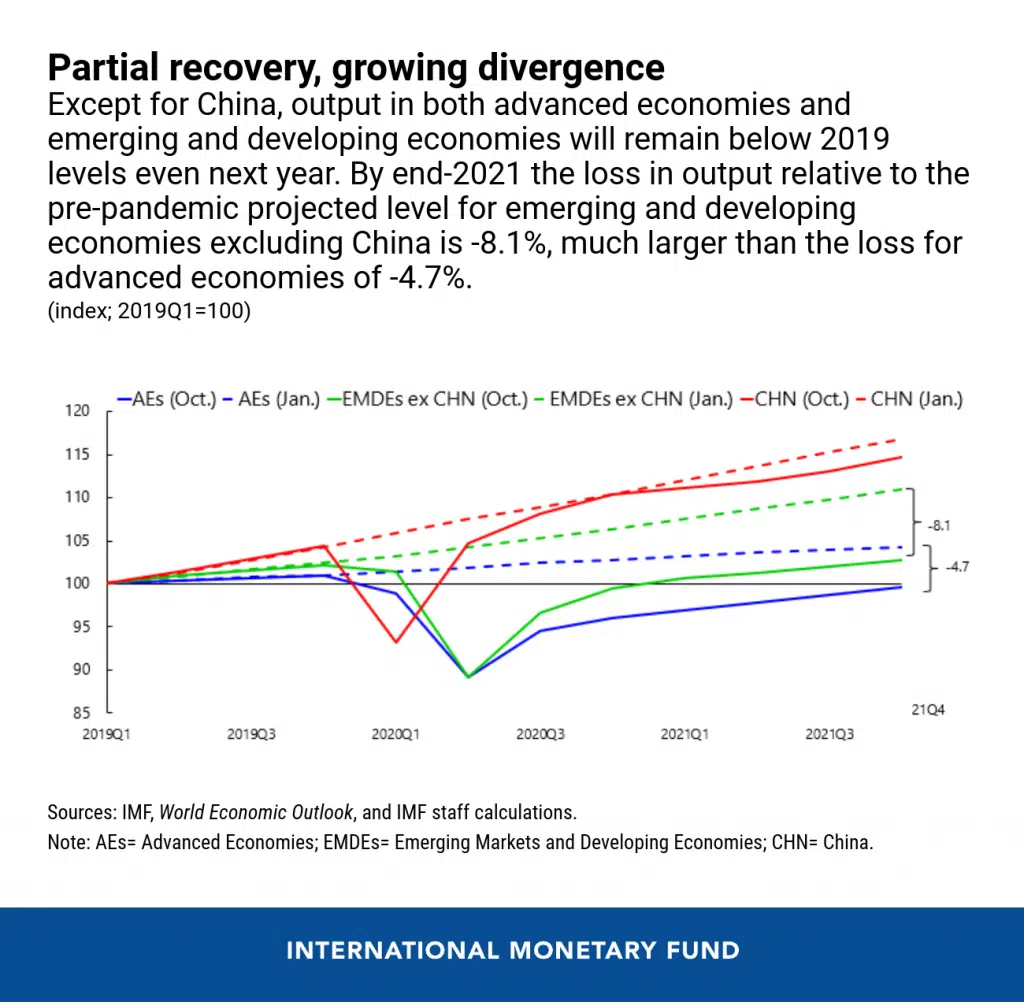 Partial recovery, growing divergence
Except for China, output in both advanced economies and
emerging and developing economies will remain below 2019
levels even next year. By end-2021 the loss in output relative to the
pre-pandemic projected level for emerging and developing
economies excluding China is -8.1%, much larger than the loss for
advanced economies of -4.7%.
(index; 2019Q1=100)
AEs (Oct.) AEs (Jan.) EMDEs ex CHN (Oct.) EMDEs ex CHN (Jan.) CHN (Oct.) CHN (Jan.)
120
115
110
105
100
95
90
85
-8.1
-4.7
21Q4
2019Q1 2019Q3 2020Q1 2020Q3 2021Q1 2021Q3
Sources: IMF, World Economic Outlook, and IMF staff calculations.
Note: AEs= Advanced Economies; EMDEs= Emerging Markets and Developing Economies; CHN= China.
INTERNATIONAL MONETARY FUND